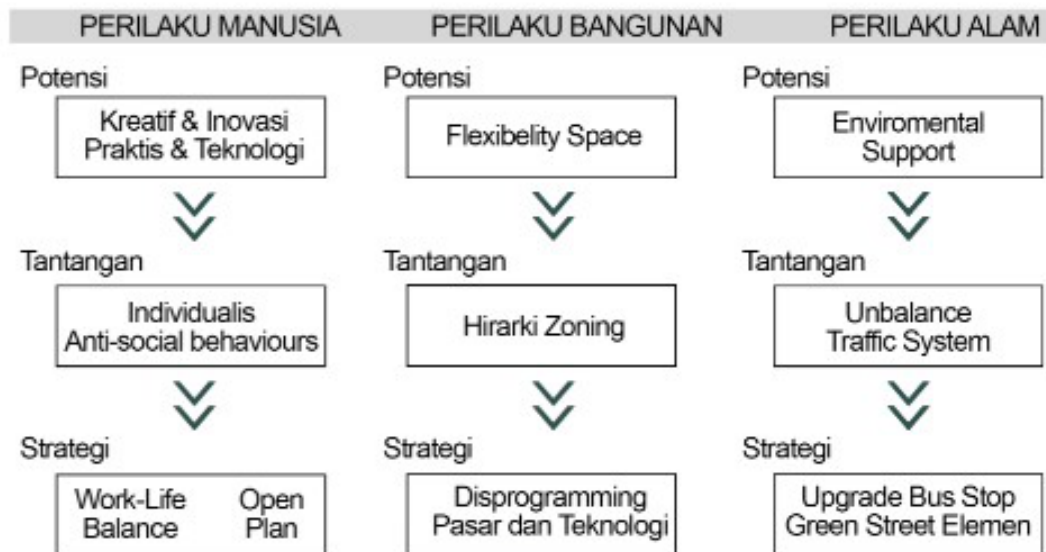 PERILAKU MANUSIA PERILAKU BANGUNAN PERILAKU ALAM
Potensi Potensi Potensi
Kreatif & Inovasi
Praktis & Teknologi
Flexibelity Space
Enviromental
Support
Tantangan Tantangan Tantangan
Individualis
Anti-social behaviours
Hirarki Zoning
Unbalance
Traffic System
Strategi Strategi Strategi
Work-Life
Balance
Open
Plan
Disprogramming
Pasar dan Teknologi
Upgrade Bus Stop
Green Street Elemen